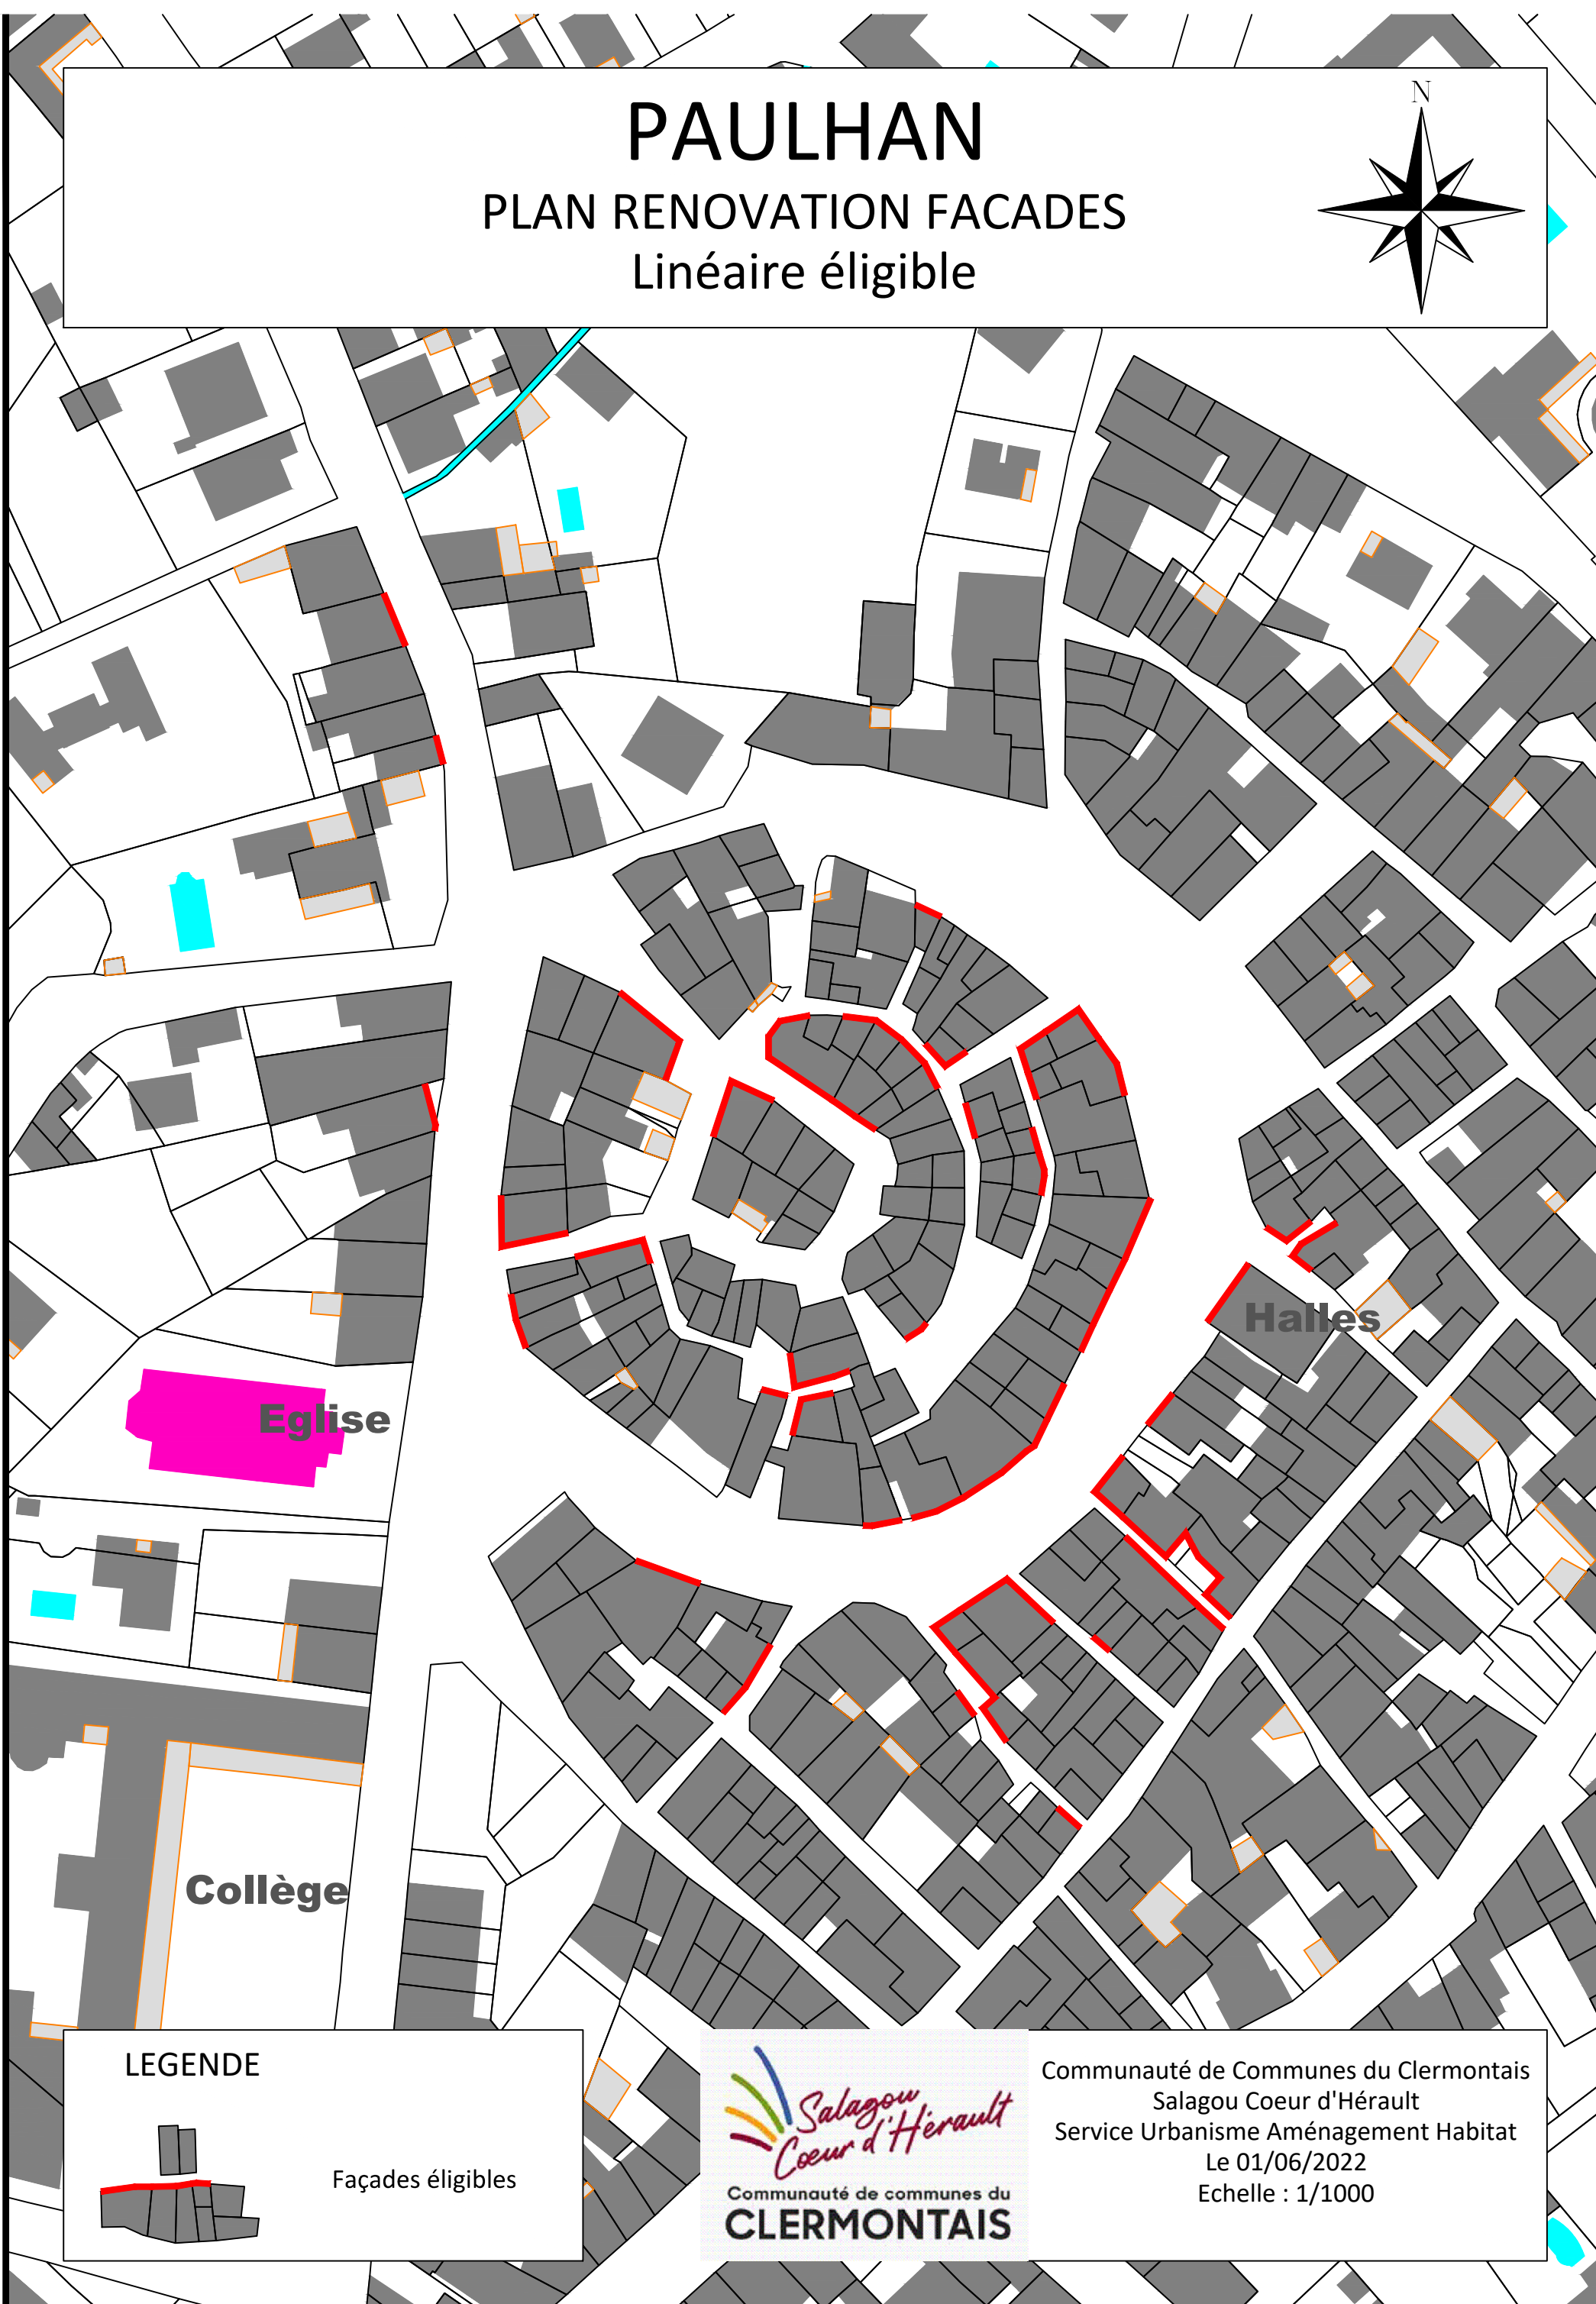 PAULHAN
PLAN RENOVATION FACADES
Linéaire éligible
N
Halles
Eglise
Collège
LEGENDE
Façades éligibles
Salagou
Coeur d'Hérault
Communauté de communes du
CLERMONTAIS
Communauté de Communes du Clermontais
Salagou Coeur d'Hérault
Service Urbanisme Aménagement Habitat
Le 01/06/2022
Echelle : 1/1000